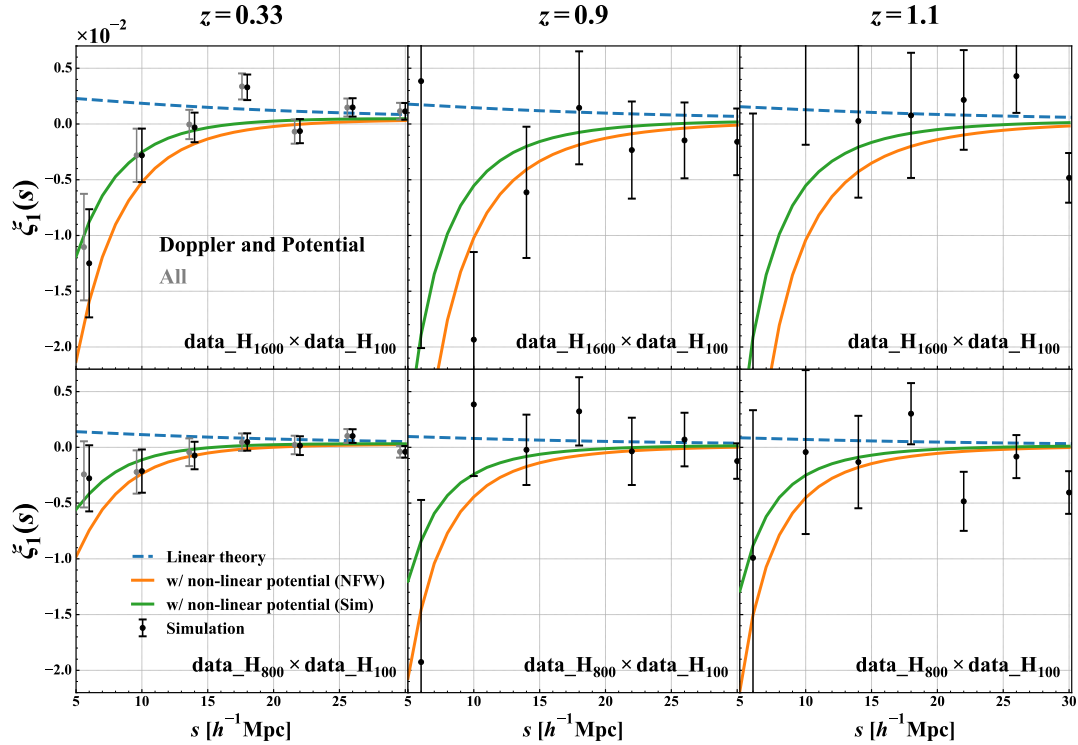 z = 0.33
z = 0.9
z = 1.1
×10⁻²
0.5
0.0
−0.5
−1.0
−1.5
−2.0
ξ₁(s)
Doppler and Potential
All
data_H₁₆₀₀ × data_H₁₀₀
data_H₁₆₀₀ × data_H₁₀₀
data_H₁₆₀₀ × data_H₁₀₀
0.5
0.0
−0.5
−1.0
−1.5
−2.0
ξ₁(s)
Linear theory
w/ non-linear potential (NFW)
w/ non-linear potential (Sim)
Simulation
data_H₈₀₀ × data_H₁₀₀
data_H₈₀₀ × data_H₁₀₀
data_H₈₀₀ × data_H₁₀₀
5 10 15 20 25 5 10 15 20 25 5 10 15 20 25 30
s [h⁻¹Mpc]
s [h⁻¹Mpc]
s [h⁻¹Mpc]